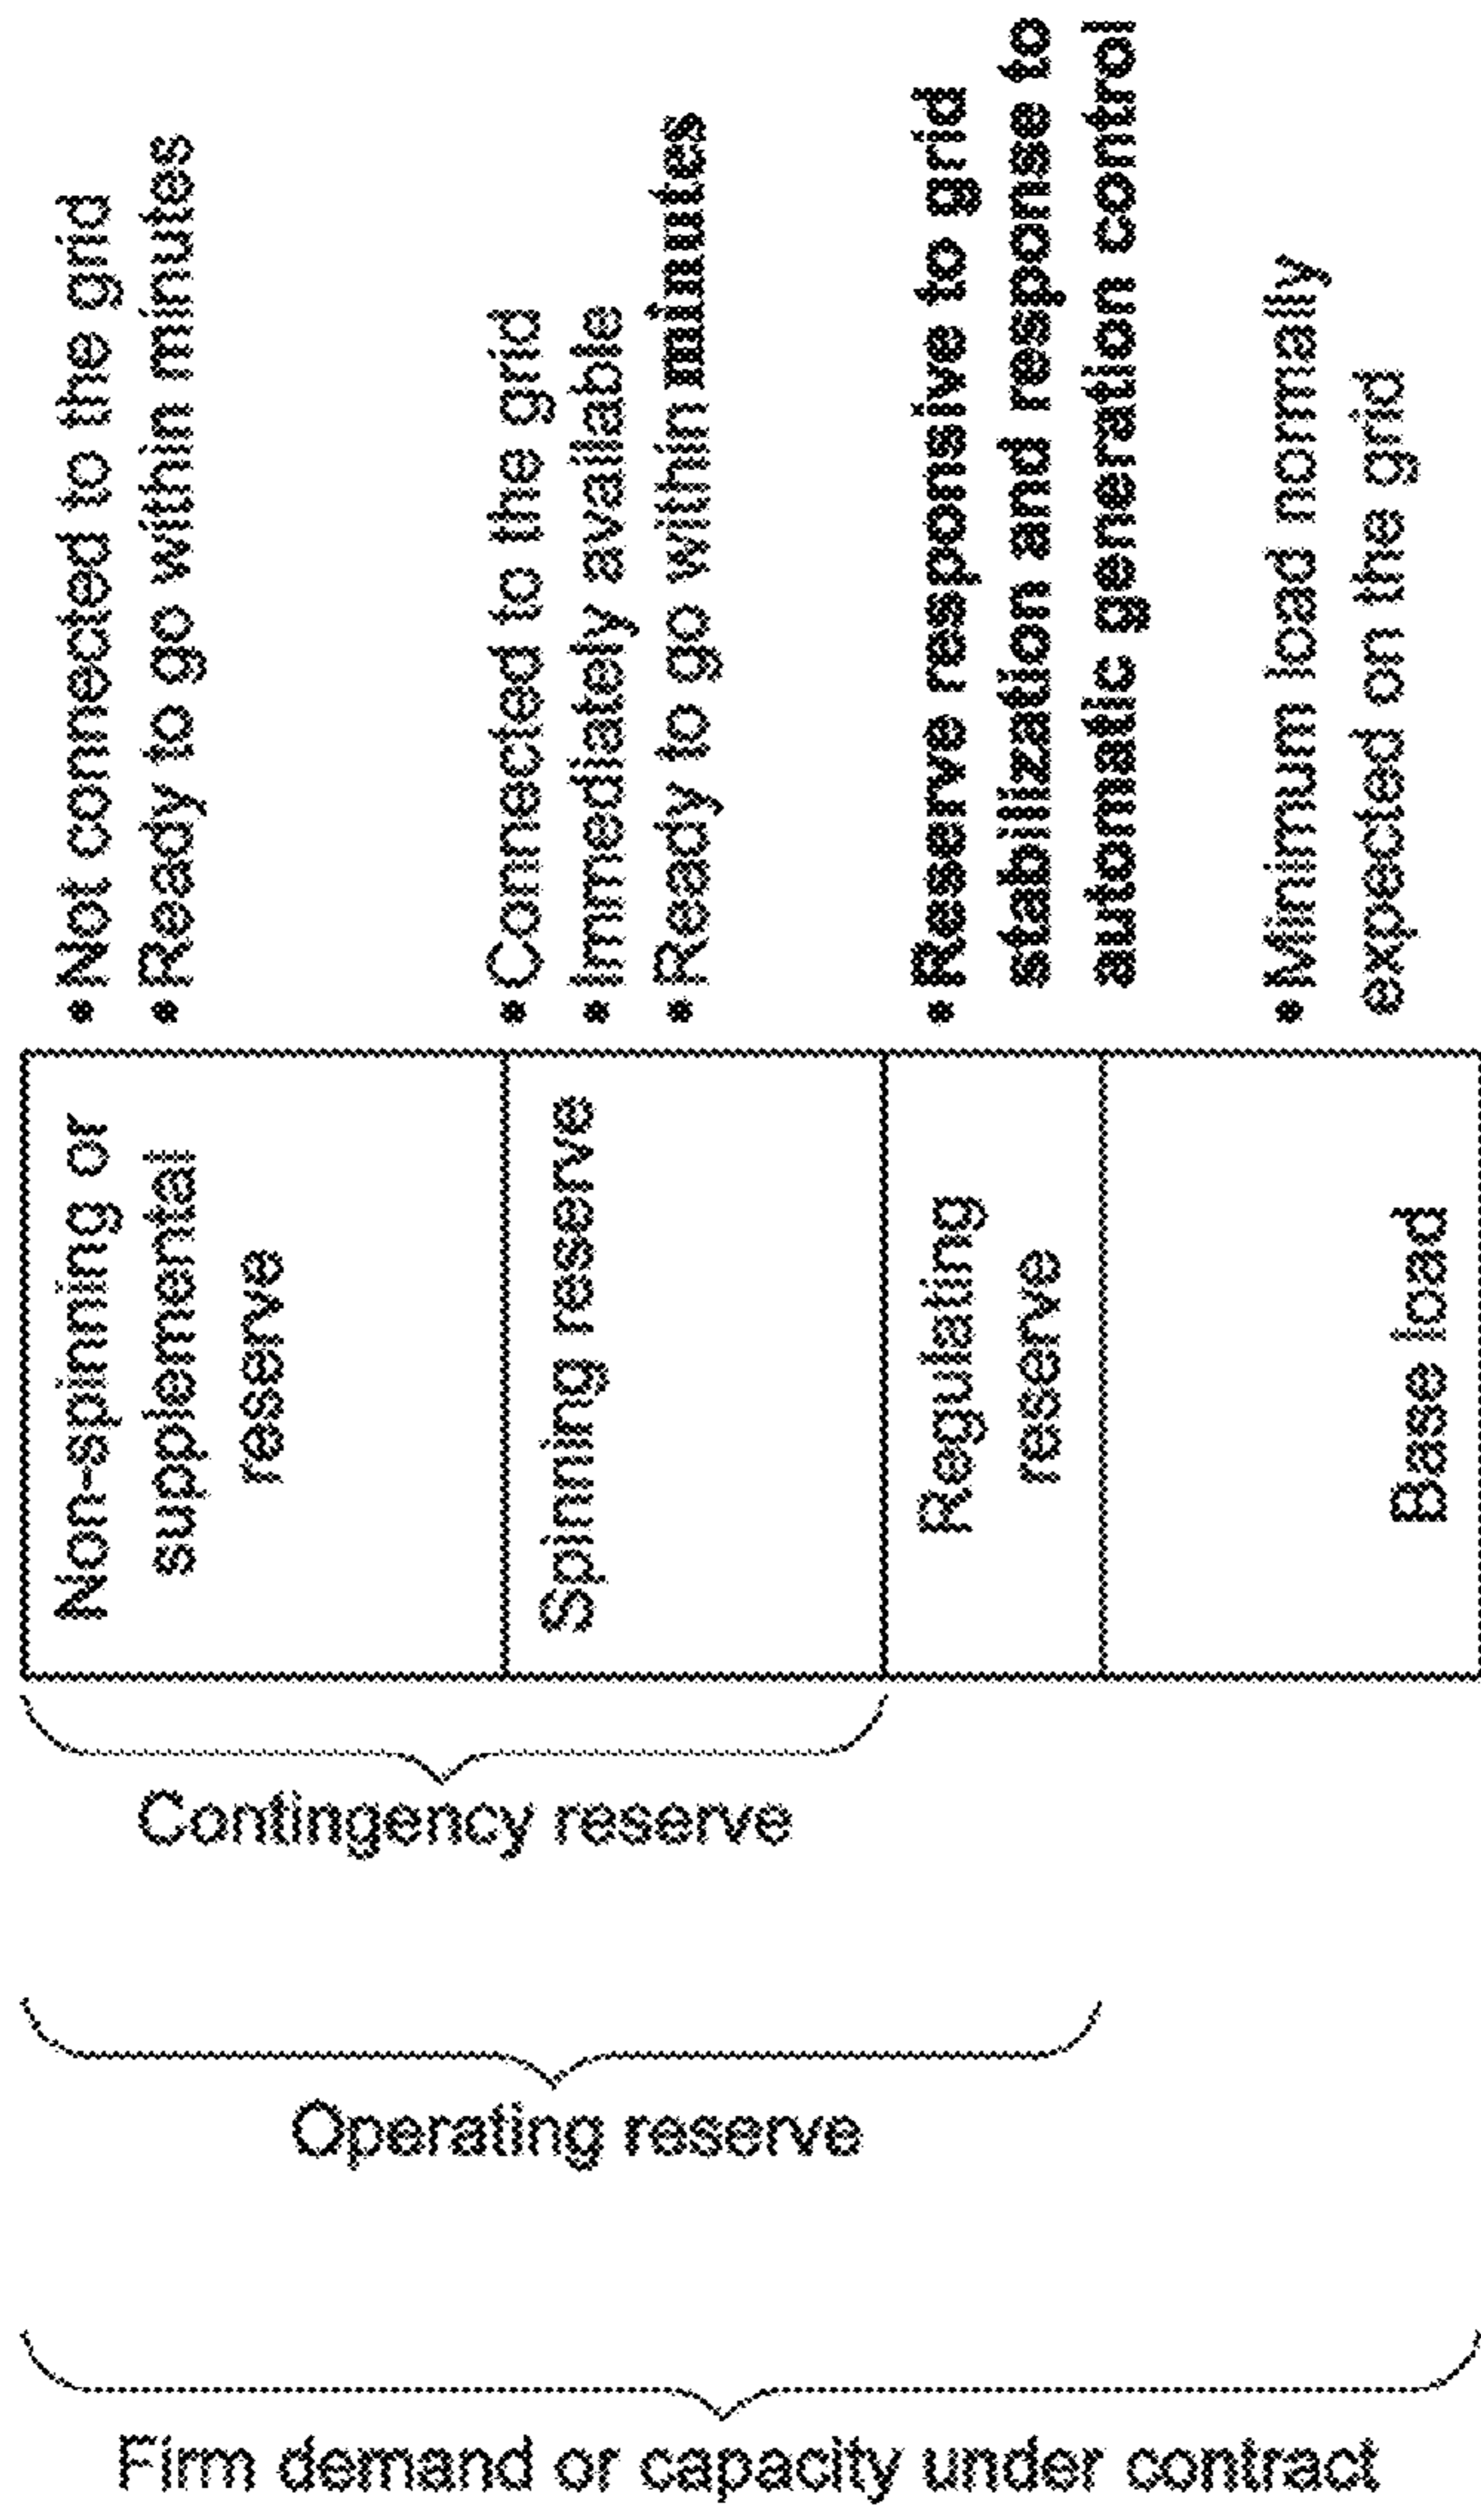 Non-spinning or
supplemental
reserve
• Not connected to the grid
• Ready to go within minutes
Spinning reserve
• Connected to the grid
• Immediately available
• Ready to go within minutes
Regulating
reserve
• Reserve responsive to grid
stabilization and response to
automatic generation control
Base load
• Minimum load normally
expected on the grid
Contingency reserve
Operating reserve
Firm demand or capacity under contract